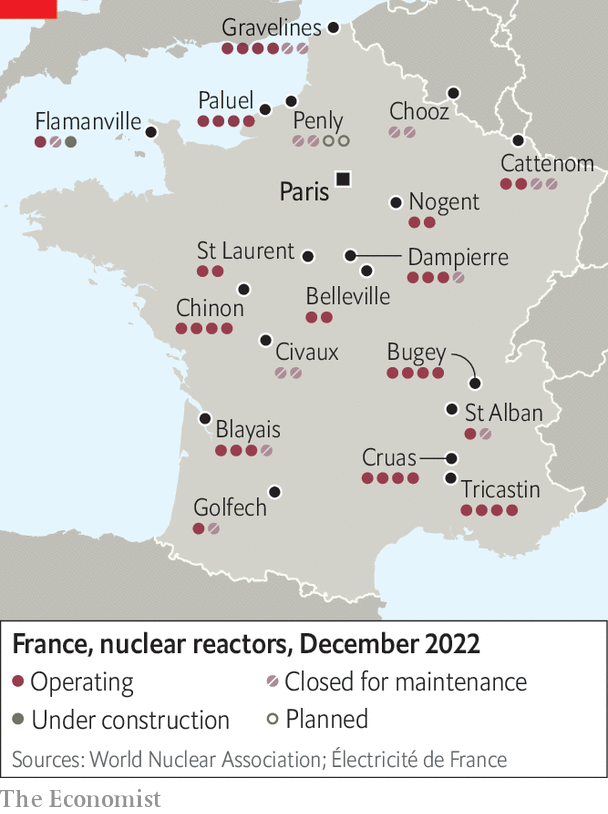 Gravelines
Paluel
Penly
Chooz
Flamanville
Cattenom
Paris
Nogent
St Laurent
Dampierre
Belleville
Chinon
Civaux
Bugey
St Alban
Blayais
Cruas
Tricastin
Golfech
France, nuclear reactors, December 2022
Operating
Closed for maintenance
Under construction
Planned
Sources: World Nuclear Association; Électricité de France
The Economist